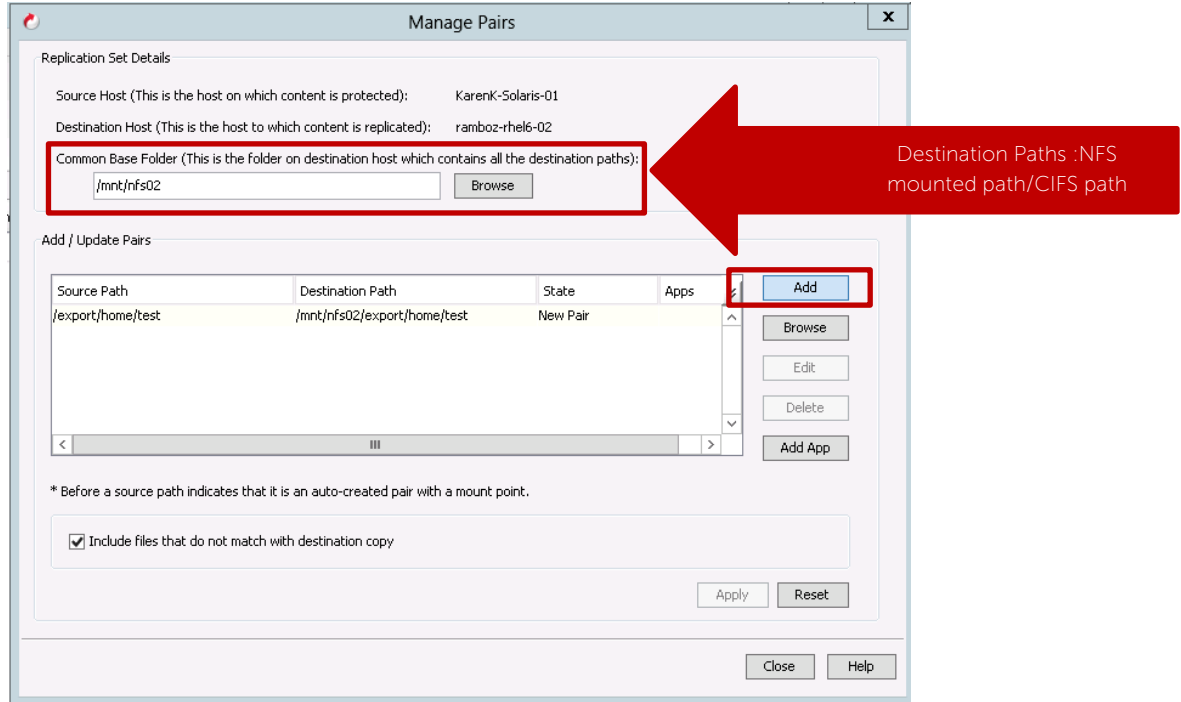 Manage Pairs
x
Replication Set Details
Source Host (This is the host on which content is protected): KarenK-Solaris-01
Destination Host (This is the host to which content is replicated): ramboz-rhel6-02
Common Base Folder (This is the folder on destination host which contains all the destination paths):
/mnt/nfs02 Browse
Destination Paths :NFS
mounted path/CIFS path
Add / Update Pairs
Source Path Destination Path State Apps Add
/export/home/test /mnt/nfs02/export/home/test New Pair
Browse
Edit
Delete
Add App
* Before a source path indicates that it is an auto-created pair with a mount point.
Include files that do not match with destination copy
Apply Reset
Close Help